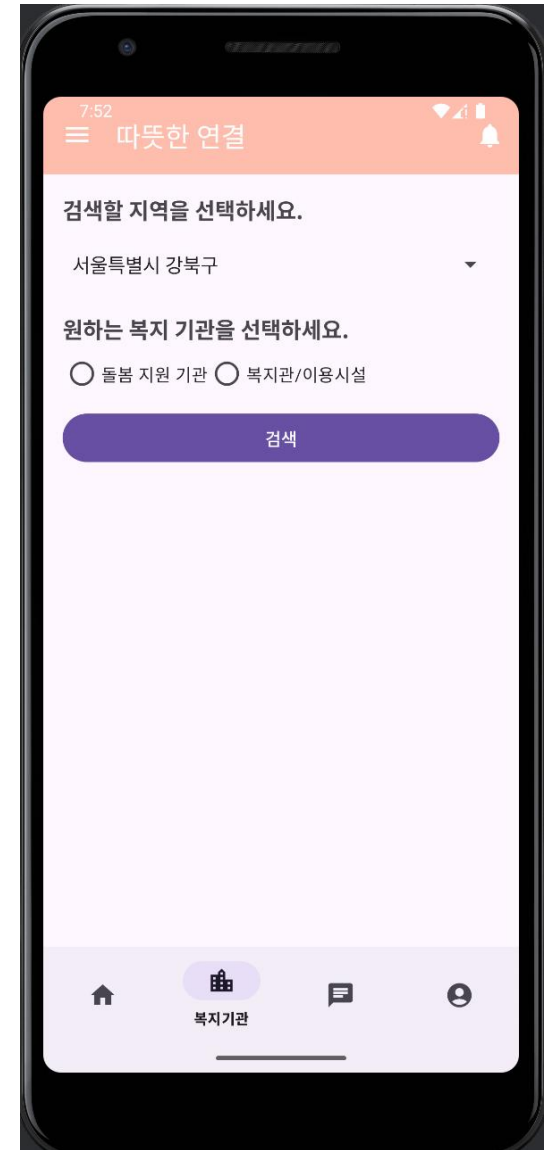 7:52
따뜻한 연결
검색할 지역을 선택하세요.
서울특별시 강북구
원하는 복지 기관을 선택하세요.
돌봄 지원 기관 복지관/이용시설
검색
복지기관